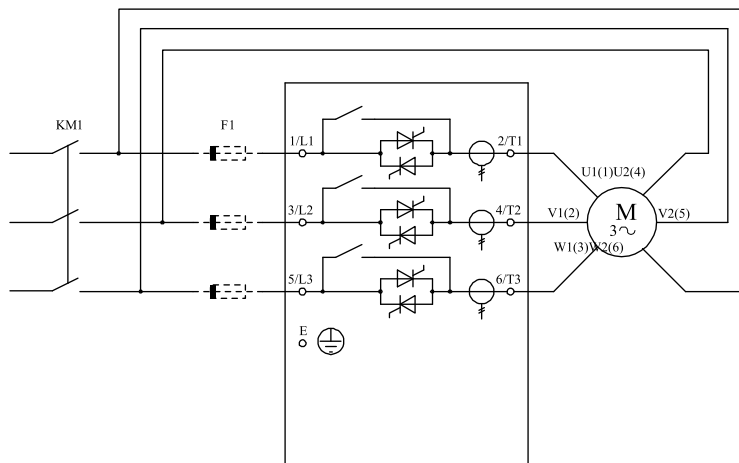 KM1
F1
1/L1
2/T1
U1(1)U2(4)
3/L2
4/T2
V1(2)
M
3~
V2(5)
W1(3)W2(6)
5/L3
6/T3
E